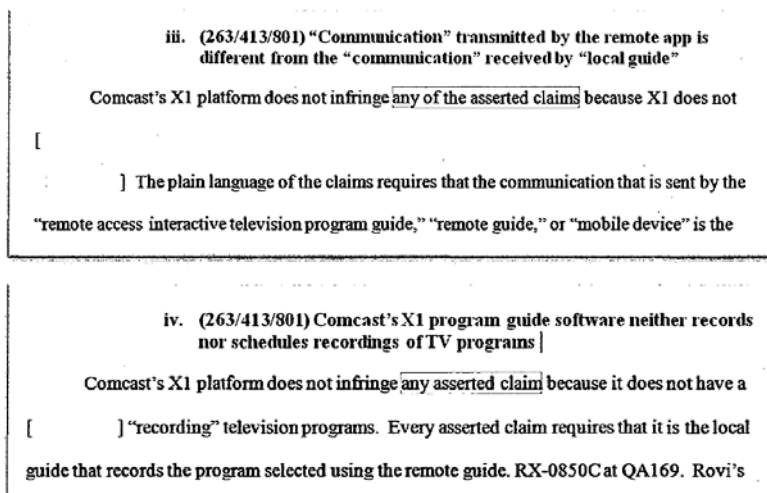 iii. (263/413/801) “Communication” transmitted by the remote app is
different from the “communication” received by “local guide”
Comcast's X1 platform does not infringe any of the asserted claims because X1 does not
[
] The plain language of the claims requires that the communication that is sent by the
“remote access interactive television program guide,” “remote guide,” or “mobile device” is the
iv. (263/413/801) Comcast's X1 program guide software neither records
nor schedules recordings of TV programs
Comcast's X1 platform does not infringe any asserted claim because it does not have a
[ ] “recording” television programs. Every asserted claim requires that it is the local
guide that records the program selected using the remote guide. RX-0850C at QA169. Rovi's